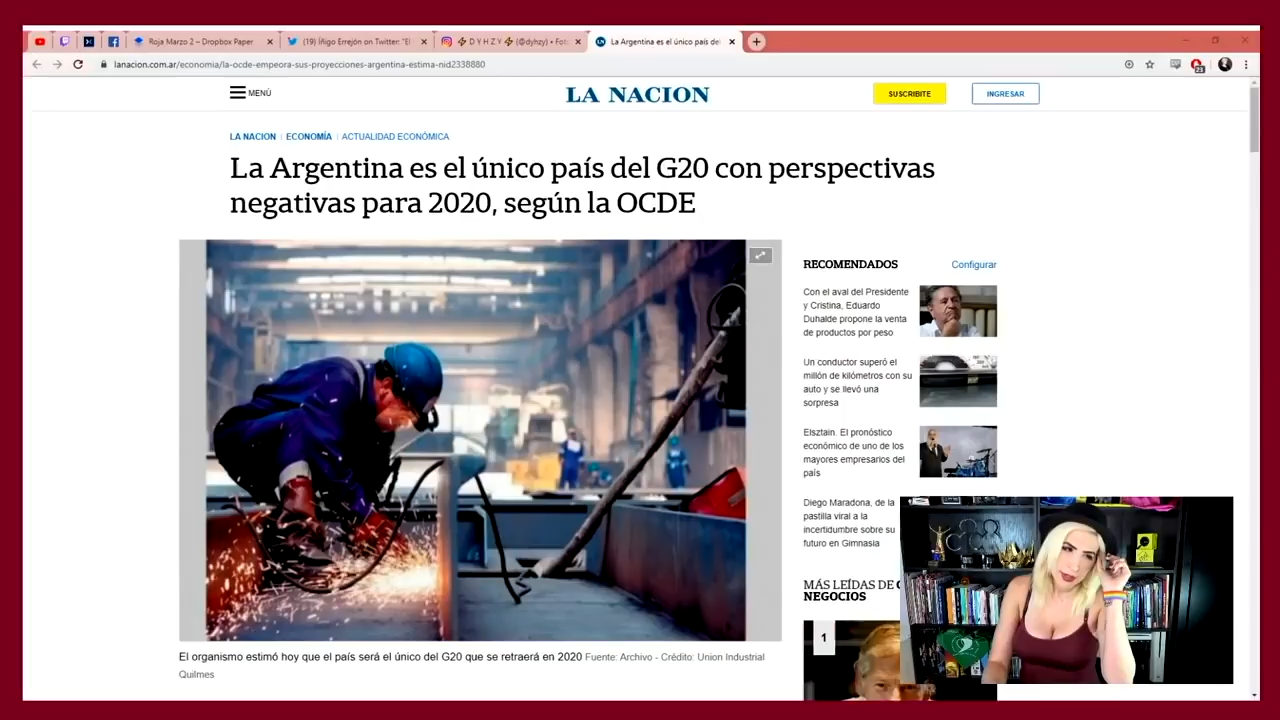 Roja Marzo 2 – Dropbox Paper
(19) Íñigo Errejón on Twitter: "El
D Y H Z Y (@dyhzy) • Fot
La Argentina es el único país del
lanacion.com.ar/economia/la-ocde-empeora-sus-proyecciones-argentina-estima-nid2338880
MENÚ
LA NACION
SUSCRIBITE
INGRESAR
LA NACION | ECONOMÍA | ACTUALIDAD ECONÓMICA
La Argentina es el único país del G20 con perspectivas
negativas para 2020, según la OCDE
El organismo estimó hoy que el país será el único del G20 que se retraerá en 2020 Fuente: Archivo - Crédito: Union Industrial
Quilmes
RECOMENDADOS
Configurar
Con el aval del Presidente
y Cristina, Eduardo
Duhalde propone la venta
de productos por peso
Un conductor superó el
millón de kilómetros con su
auto y se llevó una
sorpresa
Elsztain. El pronóstico
económico de uno de los
mayores empresarios del
país
Diego Maradona, de la
pastilla viral a la
incertidumbre sobre su
futuro en Gimnasia
MÁS LEÍDAS DE
NEGOCIOS
1